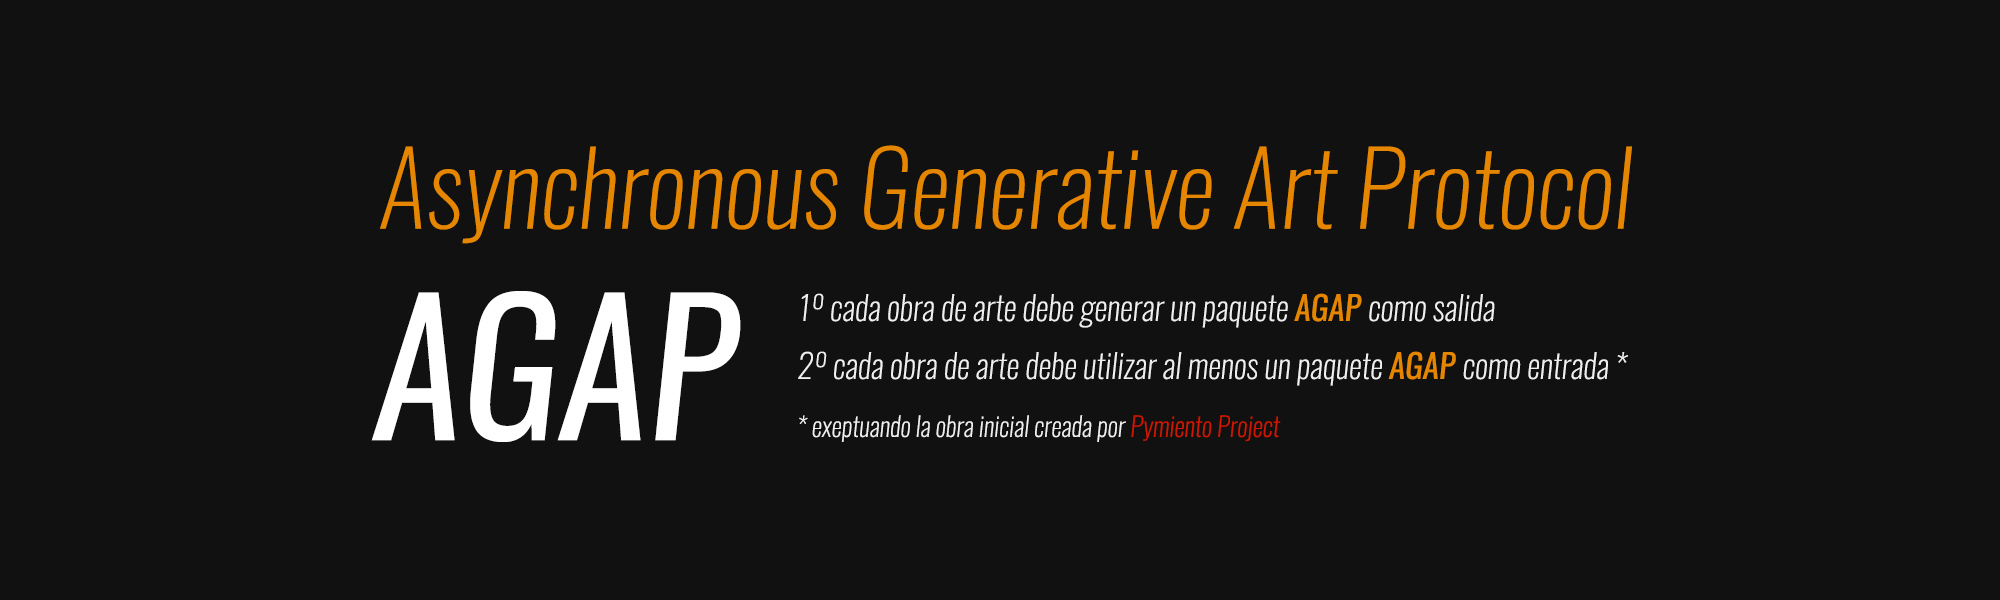 Asynchronous Generative Art Protocol
AGAP
1º cada obra de arte debe generar un paquete AGAP como salida
2º cada obra de arte debe utilizar al menos un paquete AGAP como entrada *
* exeptuando la obra inicial creada por Pymiento Project